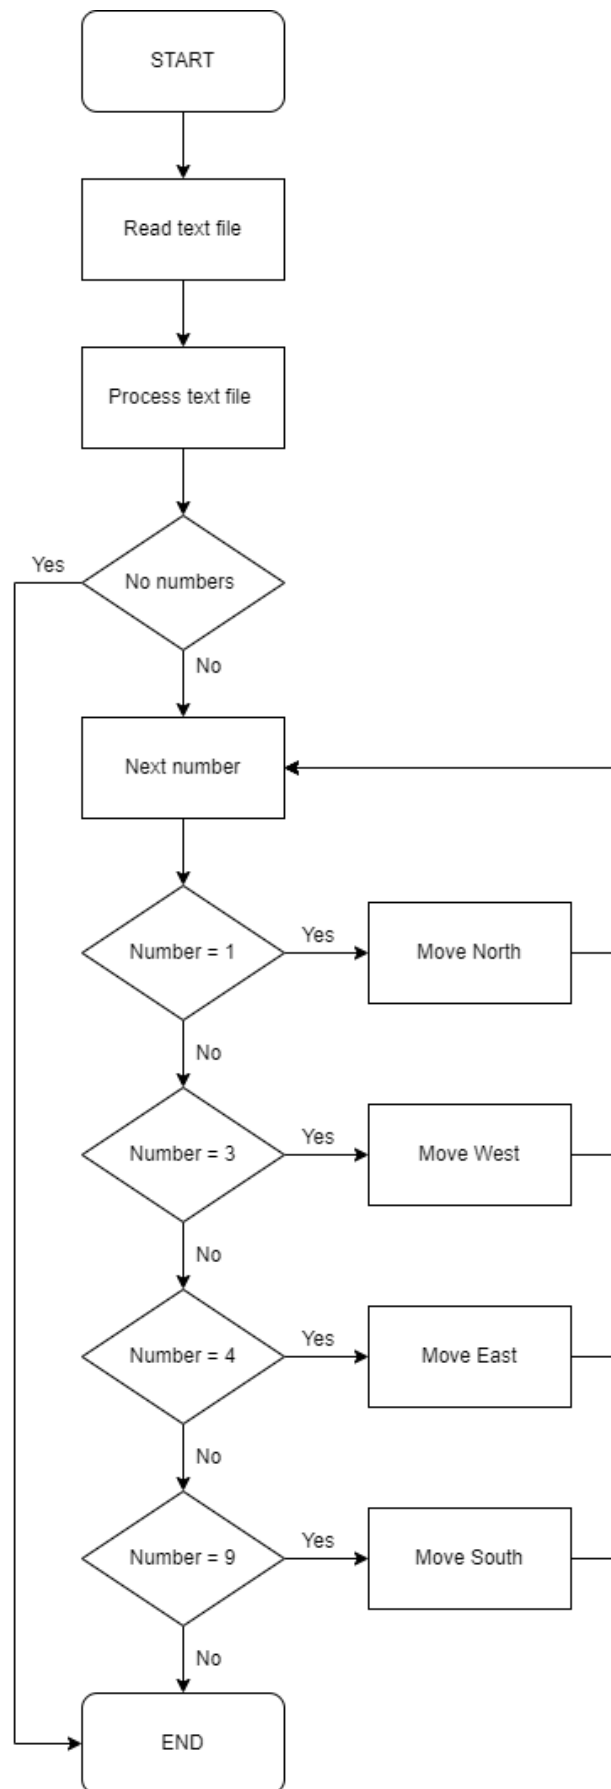 START
Read text file
Process text file
Yes
No numbers
No
Next number
Number = 1
Yes
Move North
No
Number = 3
Yes
Move West
No
Number = 4
Yes
Move East
No
Number = 9
Yes
Move South
No
END